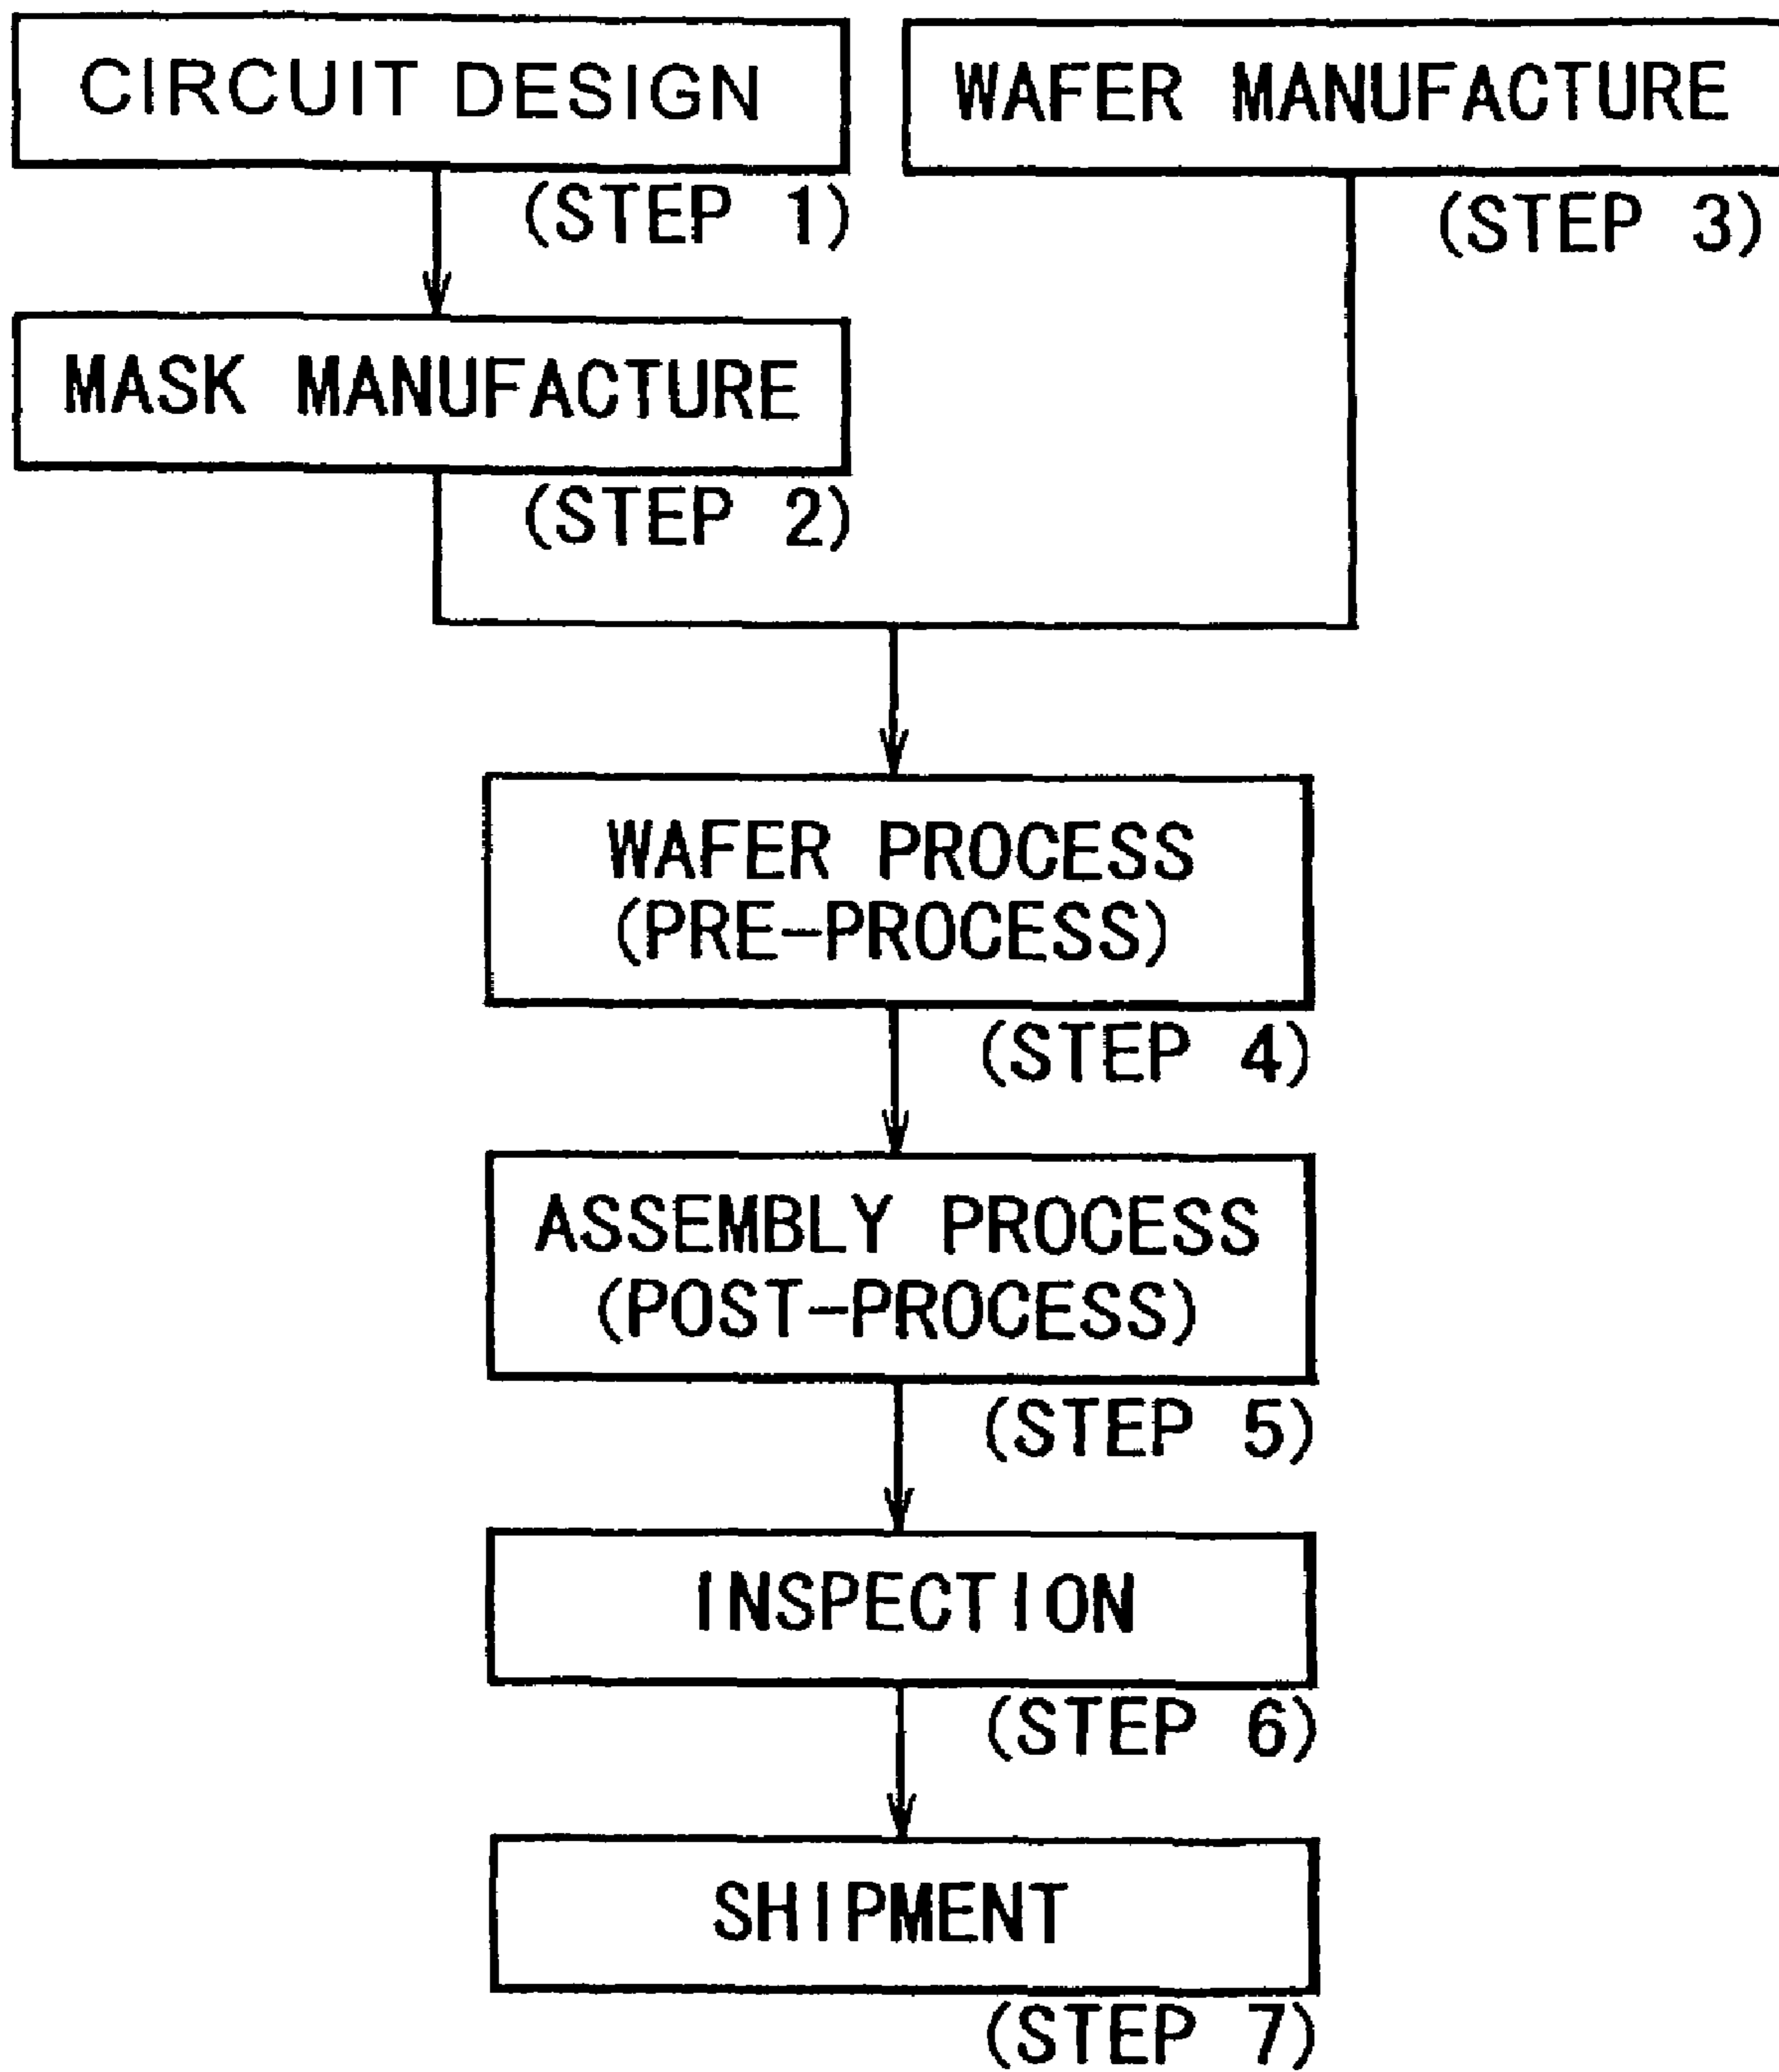 CIRCUIT DESIGN
(STEP 1)
WAFER MANUFACTURE
(STEP 3)
MASK MANUFACTURE
(STEP 2)
WAFER PROCESS
(PRE-PROCESS)
(STEP 4)
ASSEMBLY PROCESS
(POST-PROCESS)
(STEP 5)
INSPECTION
(STEP 6)
SHIPMENT
(STEP 7)